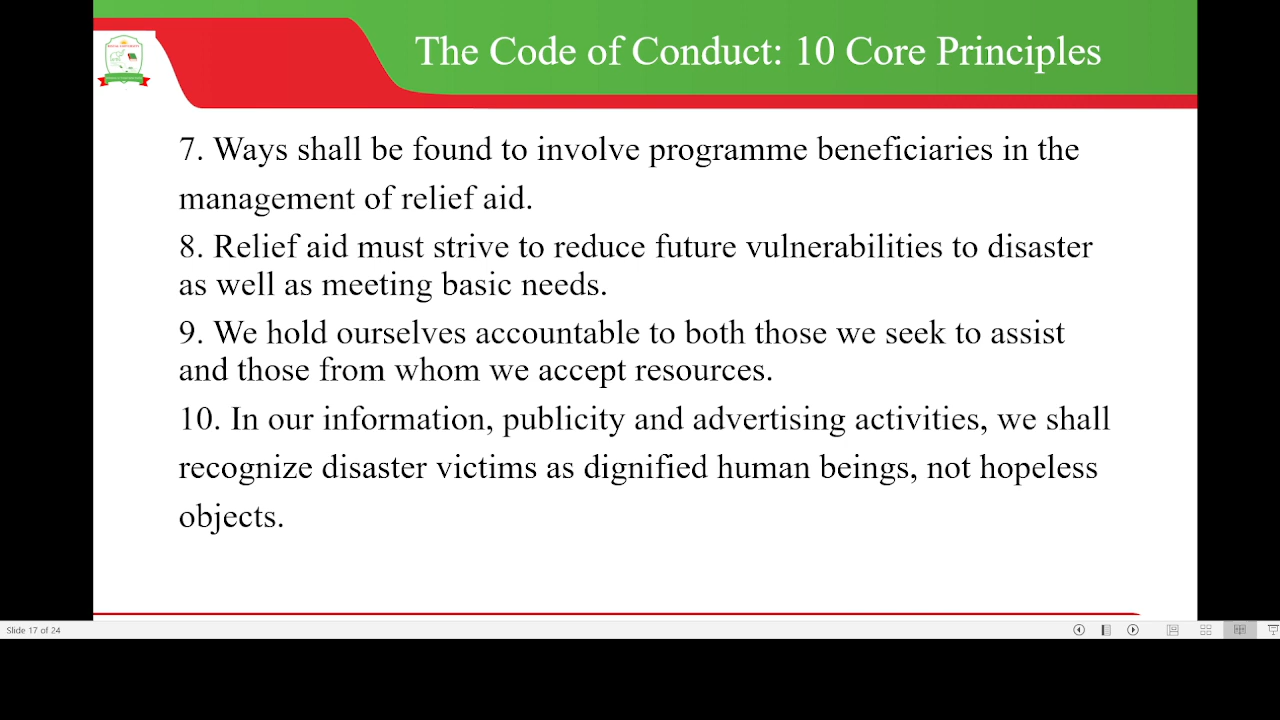 The Code of Conduct: 10 Core Principles
7. Ways shall be found to involve programme beneficiaries in the
management of relief aid.
8. Relief aid must strive to reduce future vulnerabilities to disaster
as well as meeting basic needs.
9. We hold ourselves accountable to both those we seek to assist
and those from whom we accept resources.
10. In our information, publicity and advertising activities, we shall
recognize disaster victims as dignified human beings, not hopeless
objects.
Slide 17 of 24